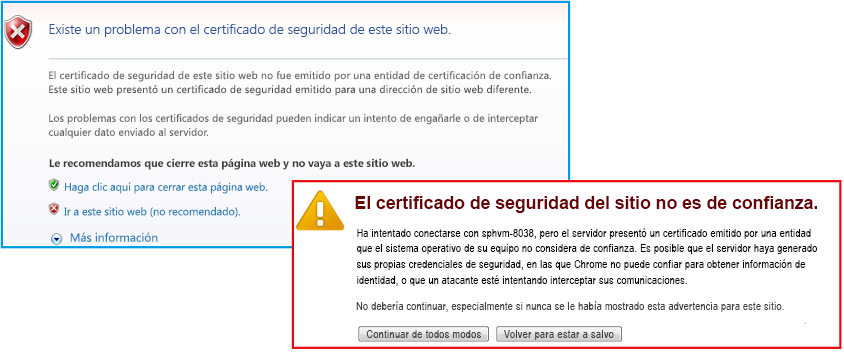 Existe un problema con el certificado de seguridad de este sitio web.
El certificado de seguridad de este sitio web no fue emitido por una entidad de certificación de confianza.
Este sitio web presentó un certificado de seguridad emitido para una dirección de sitio web diferente.
Los problemas con los certificados de seguridad pueden indicar un intento de engañarle o de interceptar
cualquier dato enviado al servidor.
Le recomendamos que cierre esta página web y no vaya a este sitio web.
Haga clic aquí para cerrar esta página web.
Ir a este sitio web (no recomendado).
Más información
El certificado de seguridad del sitio no es de confianza.
Ha intentado conectarse con sphvm-8038, pero el servidor presentó un certificado emitido por una entidad
que el sistema operativo de su equipo no considera de confianza. Es posible que el servidor haya generado
sus propias credenciales de seguridad, en las que Chrome no puede confiar para obtener información de
identidad, o que un atacante esté intentando interceptar sus comunicaciones.
No debería continuar, especialmente si nunca se le había mostrado esta advertencia para este sitio.
Continuar de todos modos
Volver para estar a salvo